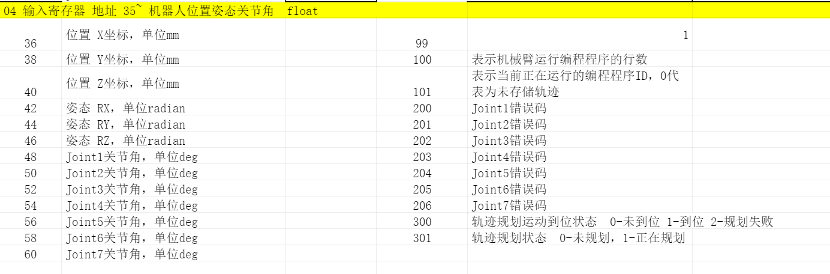 04 输入寄存器 地址 35~ 机器人位置姿态关节角 float
36 位置 X坐标，单位mm 99 1
38 位置 Y坐标，单位mm 100 表示机械臂运行编程程序的行数
40 位置 Z坐标，单位mm 101 表示当前正在运行的编程程序ID，0代
表为未存储轨迹
42 姿态 RX，单位radian 200 Joint1错误码
44 姿态 RY，单位radian 201 Joint2错误码
46 姿态 RZ，单位radian 202 Joint3错误码
48 Joint1关节角，单位deg 203 Joint4错误码
50 Joint2关节角，单位deg 204 Joint5错误码
52 Joint3关节角，单位deg 205 Joint6错误码
54 Joint4关节角，单位deg 206 Joint7错误码
56 Joint5关节角，单位deg 300 轨迹规划运动到位状态 0-未到位 1-到位 2-规划失败
58 Joint6关节角，单位deg 301 轨迹规划状态 0-未规划，1-正在规划
60 Joint7关节角，单位deg